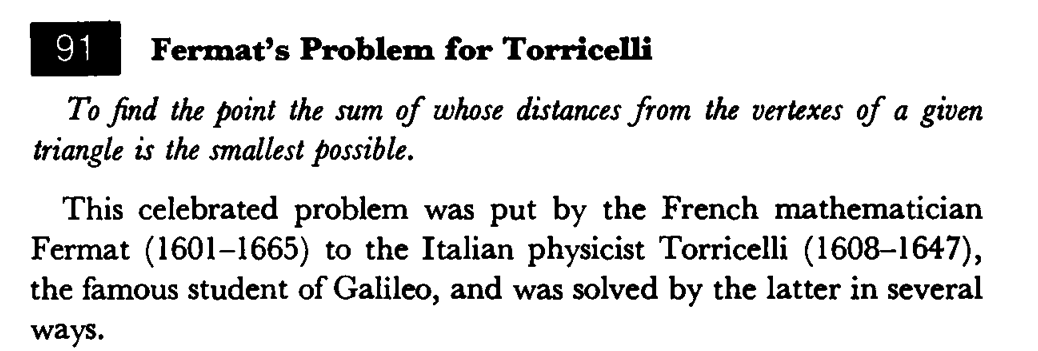 91 Fermat's Problem for Torricelli
To find the point the sum of whose distances from the vertexes of a given
triangle is the smallest possible.
This celebrated problem was put by the French mathematician
Fermat (1601–1665) to the Italian physicist Torricelli (1608–1647),
the famous student of Galileo, and was solved by the latter in several
ways.